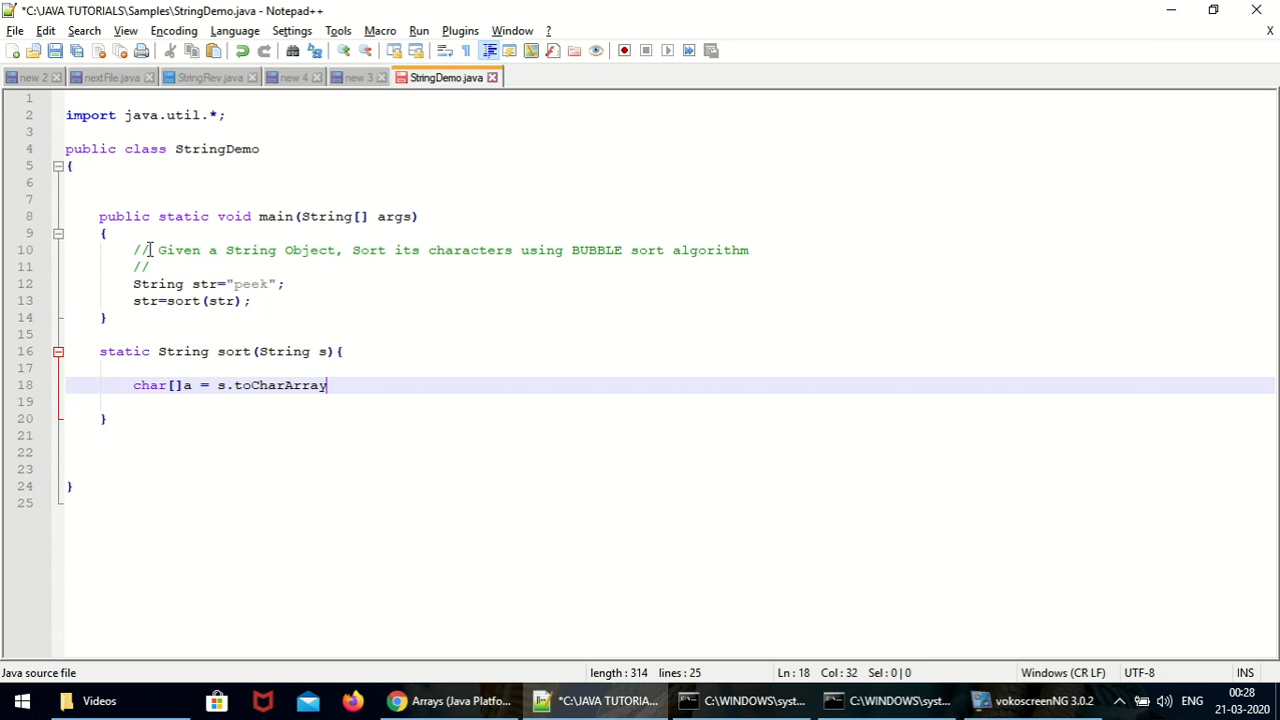 *C:\JAVA TUTORIALS\Samples\StringDemo.java - Notepad++
File Edit Search View Encoding Language Settings Tools Macro Run Plugins Window ? X
new 2 nextFile.java StringRev.java new 4 new 3 StringDemo.java
1
2 import java.util.*;
3
4 public class StringDemo
5 {
6
7
8 public static void main(String[] args)
9 {
10 // Given a String Object, Sort its characters using BUBBLE sort algorithm
11 //
12 String str="peek";
13 str=sort(str);
14 }
15
16 static String sort(String s){
17
18 char[]a = s.toCharArray
19
20 }
21
22
23
24 }
25
Java source file length : 314 lines : 25 Ln : 18 Col : 32 Sel : 0 | 0 Windows (CR LF) UTF-8 INS
Videos Arrays (Java Platfo... *C:\JAVA TUTORIA... C:\WINDOWS\syst... C:\WINDOWS\syst... vokoscreenNG 3.0.2 ENG 00:28
21-03-2020